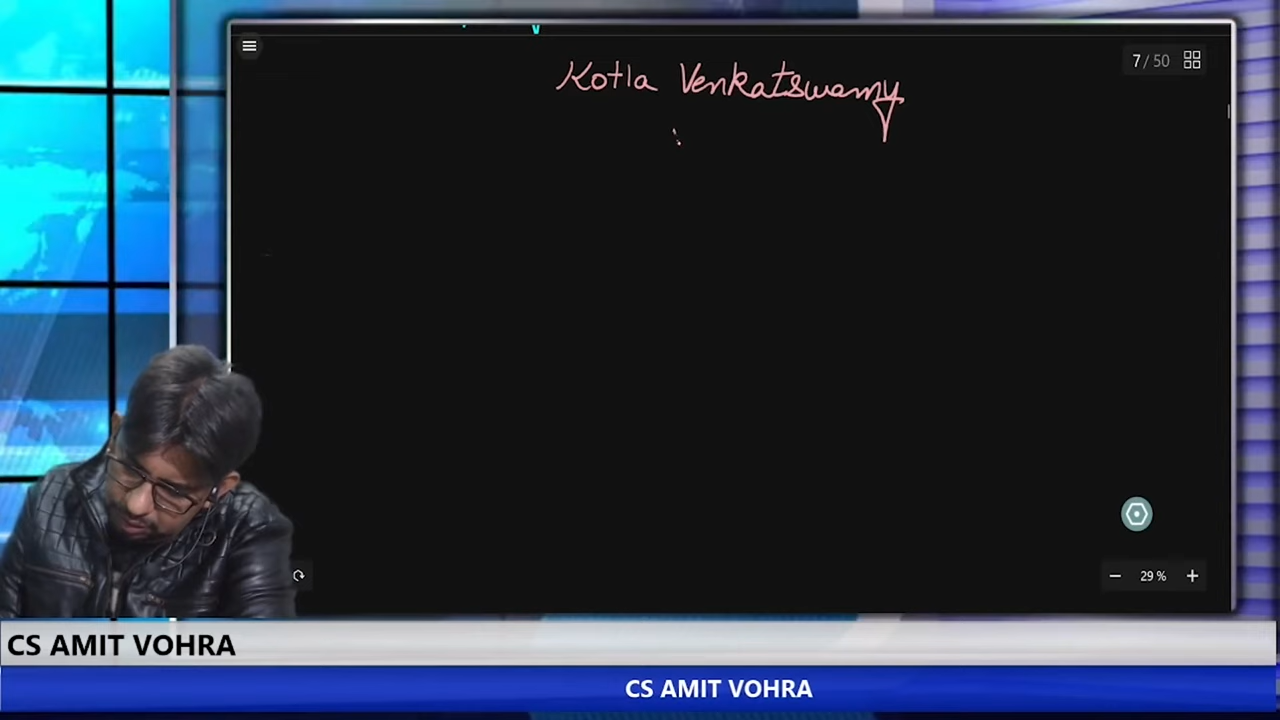 Kotla Venkatswamy
7 / 50
29 %
CS AMIT VOHRA
CS AMIT VOHRA